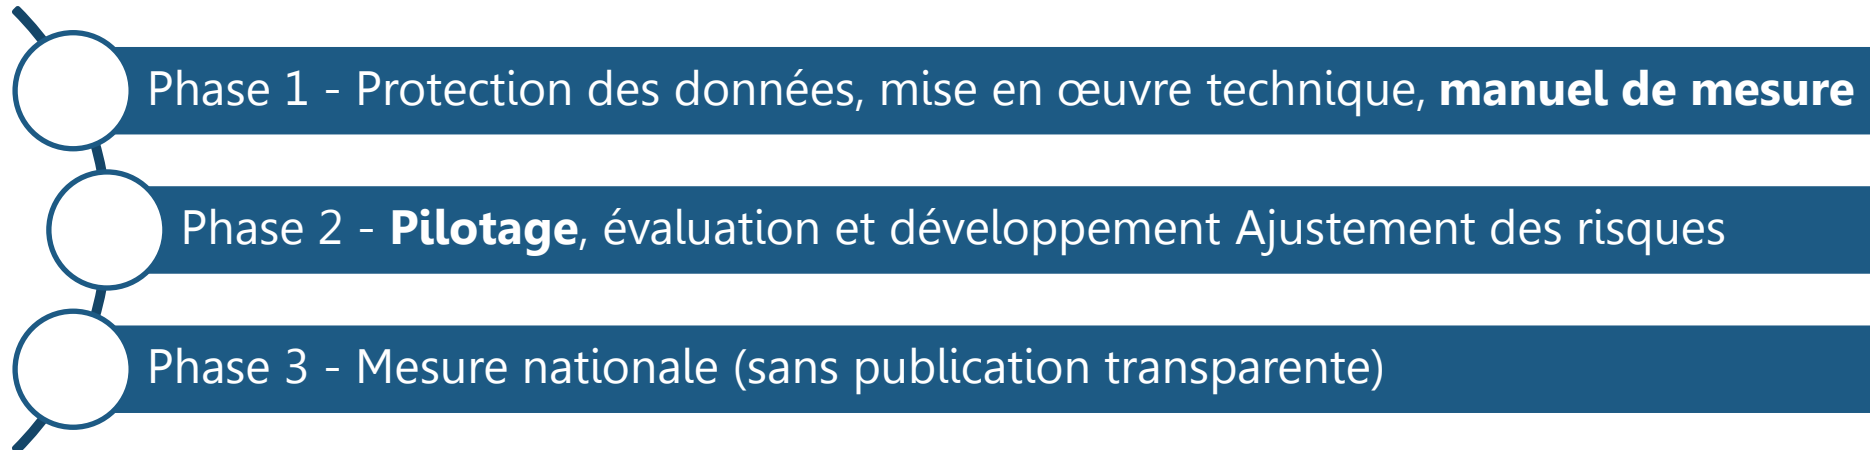 Phase 1 - Protection des données, mise en œuvre technique, manuel de mesure
Phase 2 - Pilotage, évaluation et développement Ajustement des risques
Phase 3 - Mesure nationale (sans publication transparente)